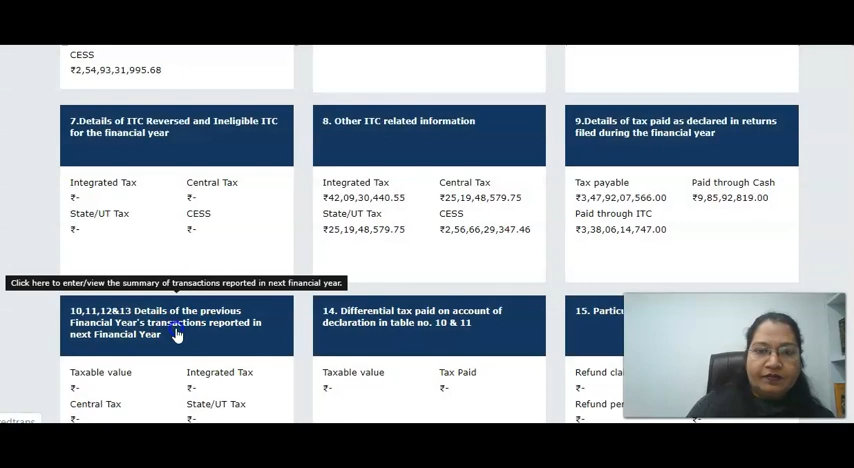 CESS
₹2,54,93,31,995.68
7.Details of ITC Reversed and Ineligible ITC
for the financial year
8. Other ITC related information
9.Details of tax paid as declared in returns
filed during the financial year
Integrated Tax
Central Tax
₹-
₹-
State/UT Tax
CESS
₹-
₹-
Integrated Tax
Central Tax
₹42,09,30,440.55
₹25,19,48,579.75
State/UT Tax
CESS
₹25,19,48,579.75
₹2,56,66,29,347.46
Tax payable
Paid through Cash
₹3,47,92,07,566.00
₹9,85,92,819.00
Paid through ITC
₹3,38,06,14,747.00
Click here to enter/view the summary of transactions reported in next financial year.
10,11,12&13 Details of the previous
Financial Year's transactions reported in
next Financial Year
14. Differential tax paid on account of
declaration in table no. 10 & 11
15. Particu
Taxable value
Integrated Tax
₹-
₹-
Central Tax
State/UT Tax
₹-
₹-
Taxable value
Tax Paid
₹-
₹-
Refund cla
₹-
Refund pen
₹-
redtrans